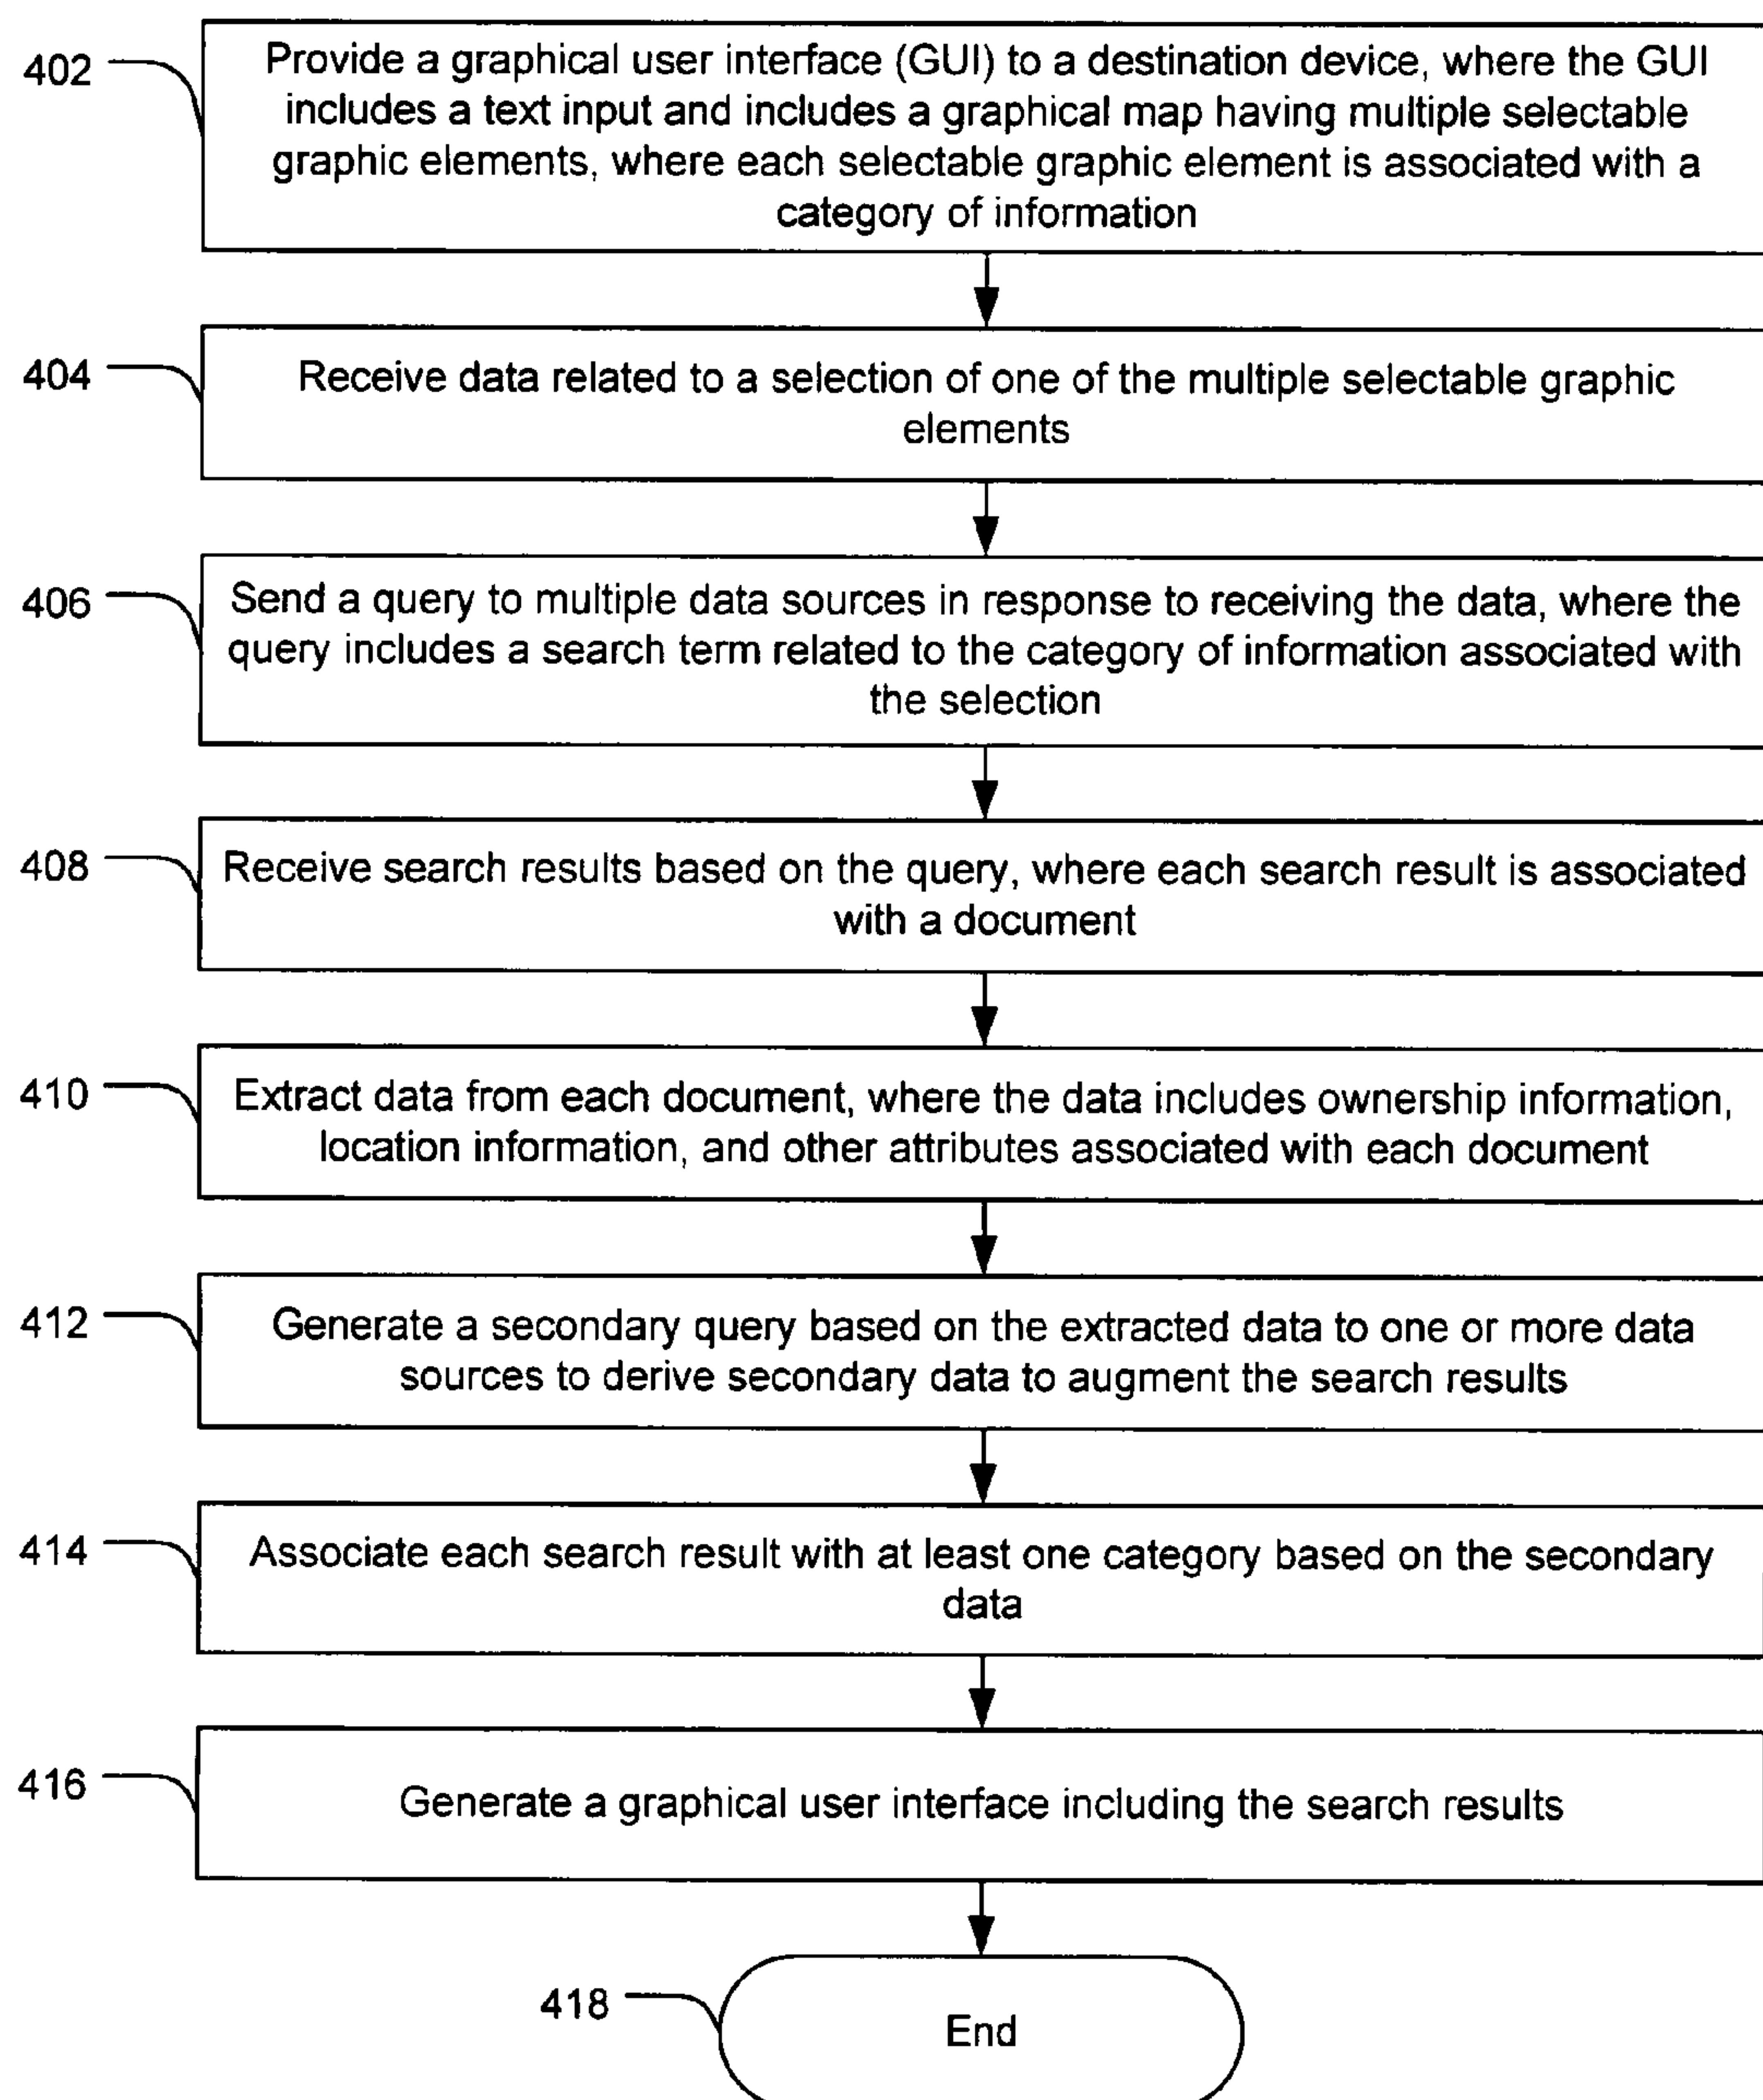 402
Provide a graphical user interface (GUI) to a destination device, where the GUI
includes a text input and includes a graphical map having multiple selectable
graphic elements, where each selectable graphic element is associated with a
category of information
404
Receive data related to a selection of one of the multiple selectable graphic
elements
406
Send a query to multiple data sources in response to receiving the data, where the
query includes a search term related to the category of information associated with
the selection
408
Receive search results based on the query, where each search result is associated
with a document
410
Extract data from each document, where the data includes ownership information,
location information, and other attributes associated with each document
412
Generate a secondary query based on the extracted data to one or more data
sources to derive secondary data to augment the search results
414
Associate each search result with at least one category based on the secondary
data
416
Generate a graphical user interface including the search results
418
End